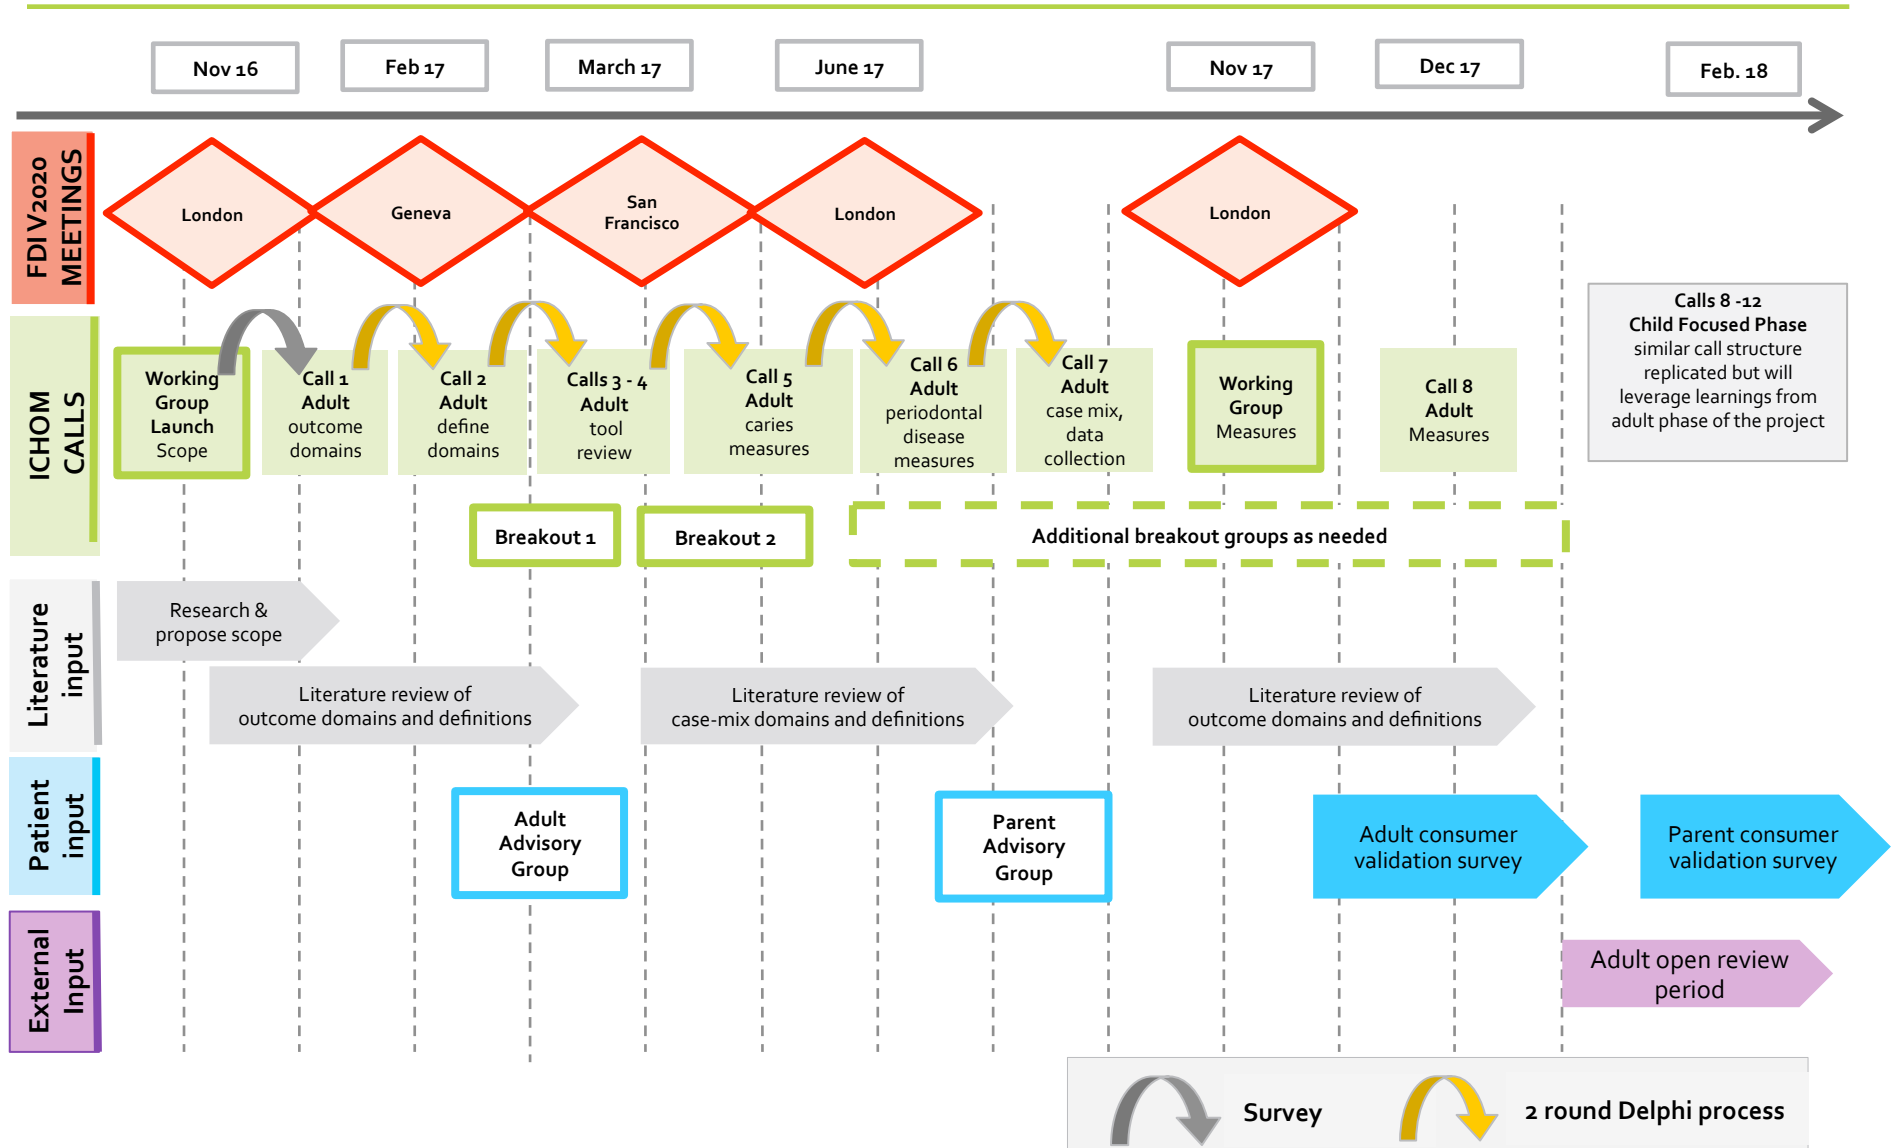 Nov 16
Feb 17
March 17
June 17
Nov 17
Dec 17
Feb. 18
FDI V2020
MEETINGS
London
Geneva
San
Francisco
London
London
ICHOM
CALLS
Working
Group
Launch
Scope
Call 1
Adult
outcome
domains
Call 2
Adult
define
domains
Calls 3 - 4
Adult
tool
review
Call 5
Adult
caries
measures
Call 6
Adult
periodontal
disease
measures
Call 7
Adult
case mix,
data
collection
Working
Group
Measures
Call 8
Adult
Measures
Calls 8 -12
Child Focused Phase
similar call structure
replicated but will
leverage learnings from
adult phase of the project
Breakout 1
Breakout 2
Additional breakout groups as needed
Literature
input
Research &
propose scope
Literature review of
outcome domains and definitions
Literature review of
case-mix domains and definitions
Literature review of
outcome domains and definitions
Patient
input
Adult
Advisory
Group
Parent
Advisory
Group
Adult consumer
validation survey
Parent consumer
validation survey
External
Input
Adult open review
period
Survey
2 round Delphi process